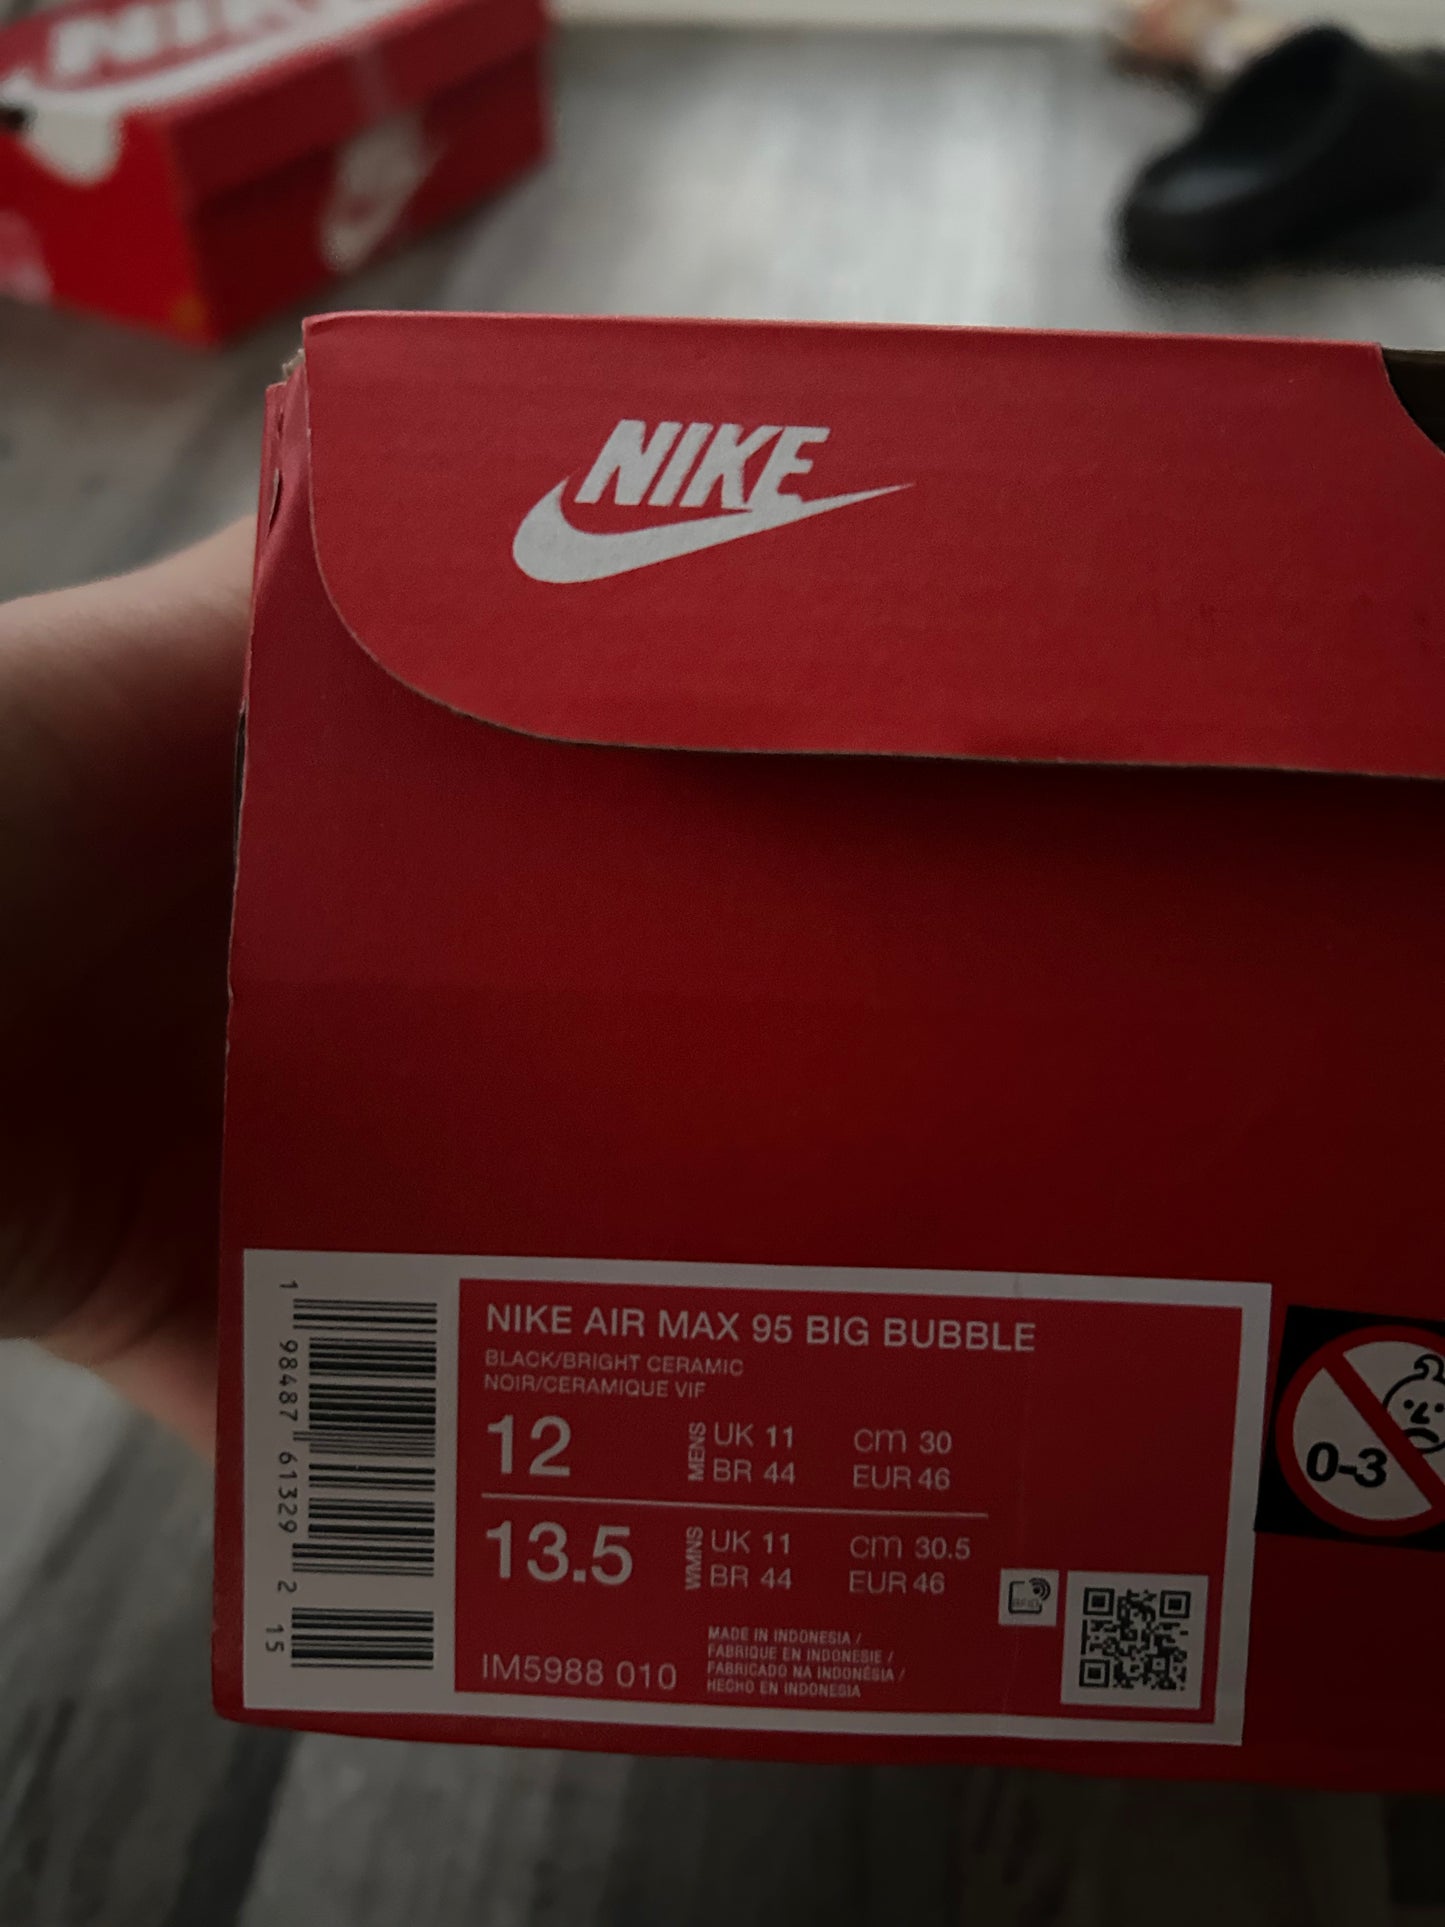 NIKE
NIKE
NIKE AIR MAX 95 BIG BUBBLE
BLACK/BRIGHT CERAMIC
NOIR/CERAMIQUE VIF
12 MENS UK 11 cm 30
BR 44 EUR 46
13.5 WMNS UK 11 cm 30.5
BR 44 EUR 46
IM5988 010
MADE IN INDONESIA /
FABRIQUE EN INDONESIE /
FABRICADO NA INDONÉSIA /
HECHO EN INDONESIA
1 98487 61329 2 15
RFID
0-3